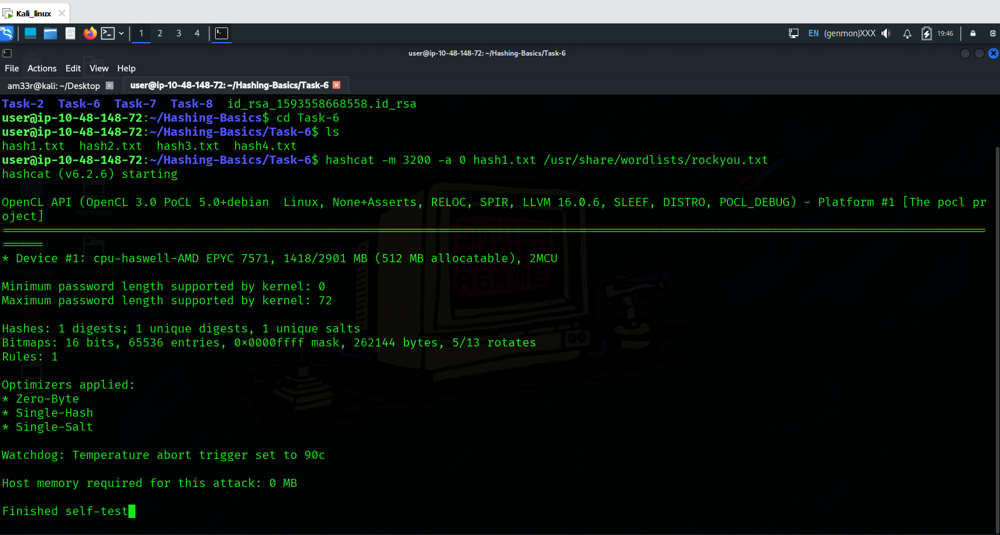 Kali_linux
1 2 3 4 EN (genmon)XXX 19:46
user@ip-10-48-148-72: ~/Hashing-Basics/Task-6
File Actions Edit View Help
am33r@kali: ~/Desktop user@ip-10-48-148-72: ~/Hashing-Basics/Task-6
Task-2 Task-6 Task-7 Task-8 id_rsa_1593558668558.id_rsa
user@ip-10-48-148-72:~/Hashing-Basics$ cd Task-6
user@ip-10-48-148-72:~/Hashing-Basics/Task-6$ ls
hash1.txt hash2.txt hash3.txt hash4.txt
user@ip-10-48-148-72:~/Hashing-Basics/Task-6$ hashcat -m 3200 -a 0 hash1.txt /usr/share/wordlists/rockyou.txt
hashcat (v6.2.6) starting
OpenCL API (OpenCL 3.0 PoCL 5.0+debian Linux, None+Asserts, RELOC, SPIR, LLVM 16.0.6, SLEEF, DISTRO, POCL_DEBUG) - Platform #1 [The pocl pr
oject]
wordlists
* Device #1: cpu-haswell-AMD EPYC 7571, 1418/2901 MB (512 MB allocatable), 2MCU
rockyou.txt TryHackMe
Minimum password length supported by kernel: 0
Maximum password length supported by kernel: 72
Hashes: 1 digests; 1 unique digests, 1 unique salts
Bitmaps: 16 bits, 65536 entries, 0x0000ffff mask, 262144 bytes, 5/13 rotates
Rules: 1
Optimizers applied:
* Zero-Byte
* Single-Hash
* Single-Salt
Watchdog: Temperature abort trigger set to 90c
Host memory required for this attack: 0 MB
Finished self-test